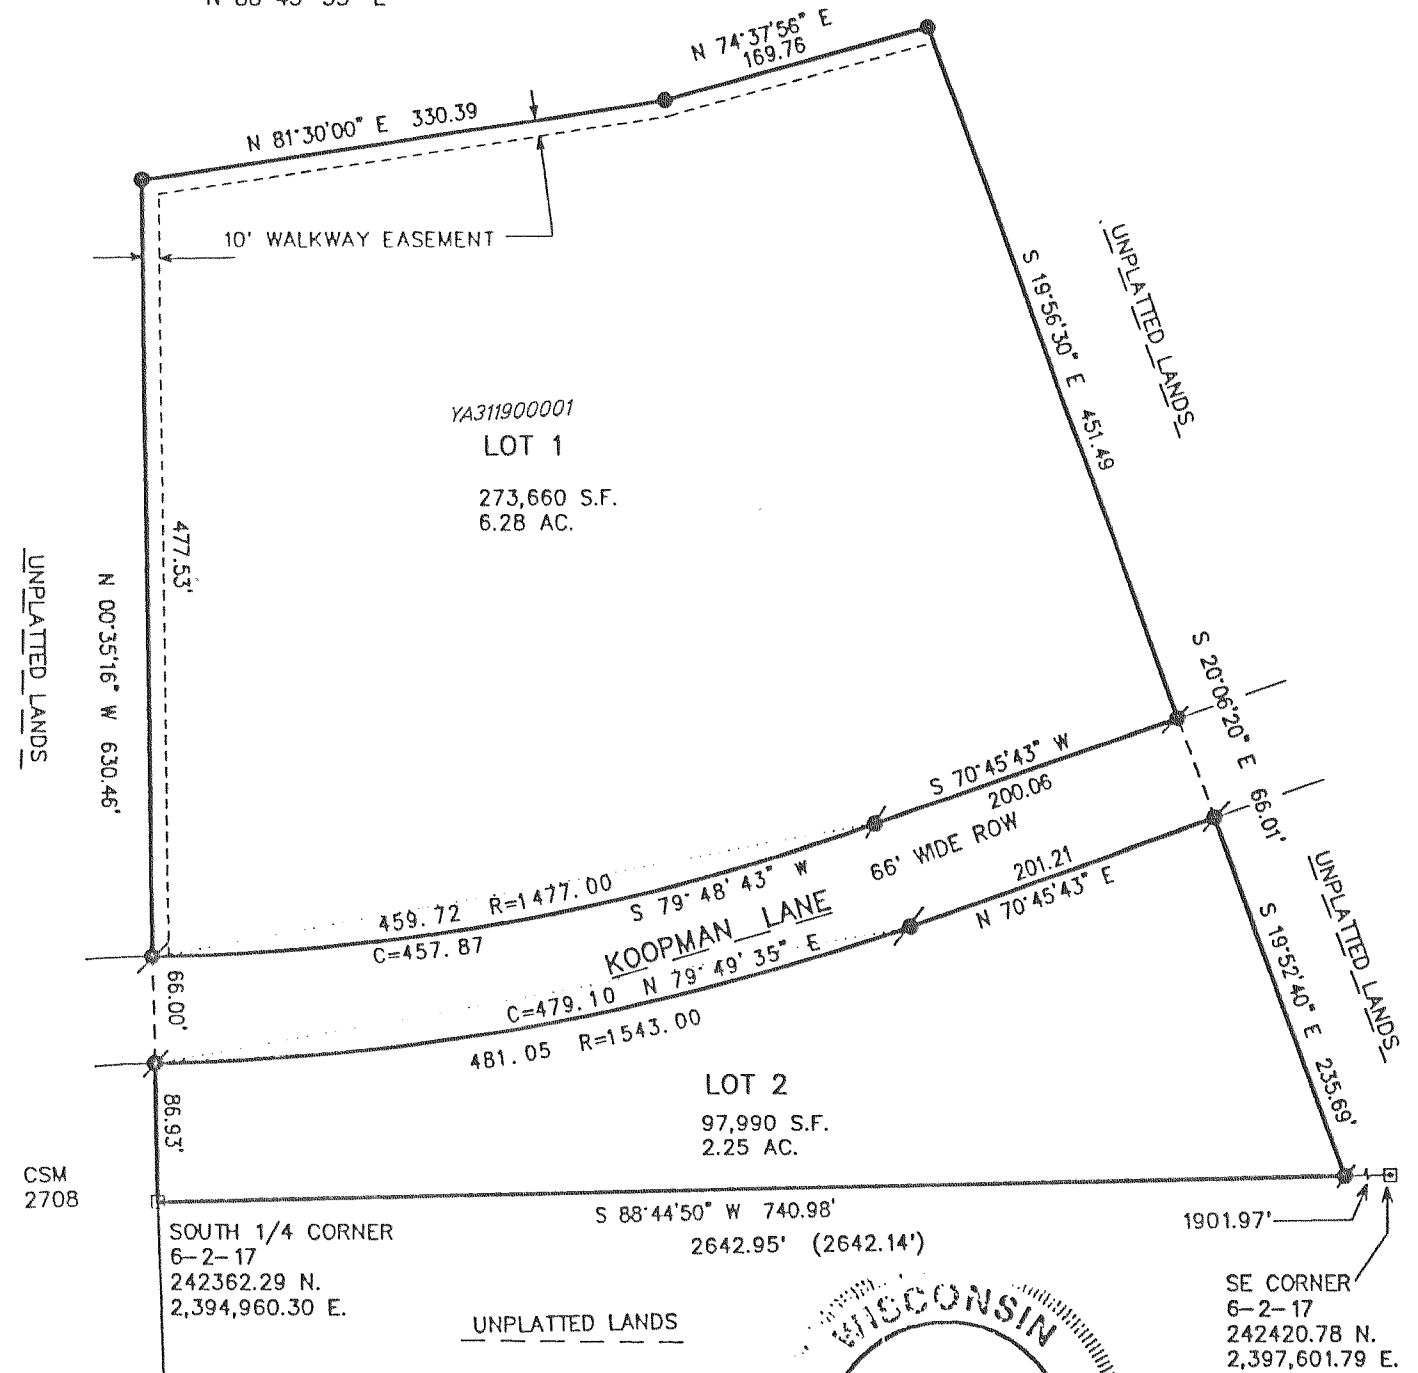 N 74°37'56" E
169.76
N 81°30'00" E 330.39
10' WALKWAY EASEMENT
UNPLATTED LANDS
S 19°56'30" E 451.49
YA311900001
LOT 1
273,660 S.F.
6.28 AC.
477.53'
N 00°35'16" W 630.46'
UNPLATTED LANDS
S 20°06'20" E 66.01'
S 70°45'43" W
200.06
66' WIDE ROW
201.21
N 70°45'43" E
459.72 R=1477.00
S 79° 48' 43" W
C=457.87
KOOPMAN LANE
C=479.10 N 79° 49' 35" E
481.05 R=1543.00
66.00'
UNPLATTED LANDS
S 19°52'40" E 235.69'
LOT 2
97,990 S.F.
2.25 AC.
86.93'
CSM
2708
S 88°44'50" W 740.98'
2642.95' (2642.14')
1901.97'
SOUTH 1/4 CORNER
6-2-17
242362.29 N.
2,394,960.30 E.
UNPLATTED LANDS
WISCONSIN
SE CORNER
6-2-17
242420.78 N.
2,397,601.79 E.